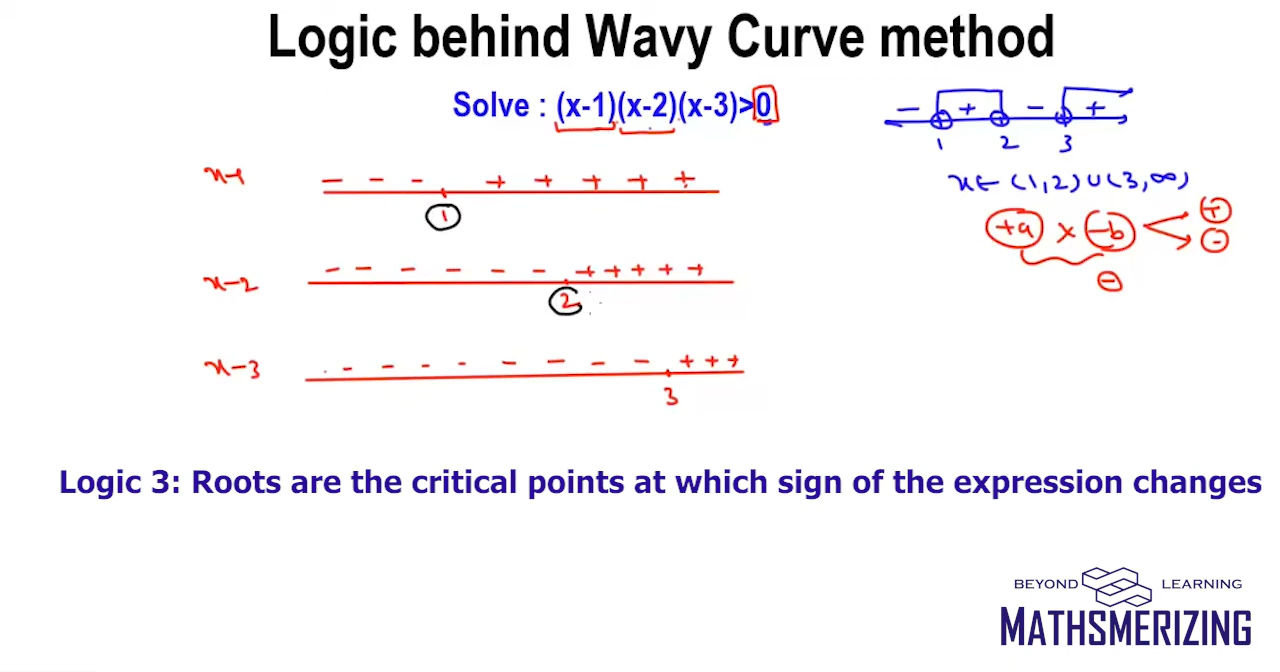 Logic behind Wavy Curve method
Solve : (x-1)(x-2)(x-3)>0
- + - +
1 2 3
x-1
- - - + + + + +
1
x ∈ (1,2) ∪ (3,∞)
+a × -b
+
-
-
x-2
- - - - - - + + + + +
2
x-3
- - - - - - - - + + +
3
Logic 3: Roots are the critical points at which sign of the expression changes
BEYOND LEARNING
MATHSMERIZING